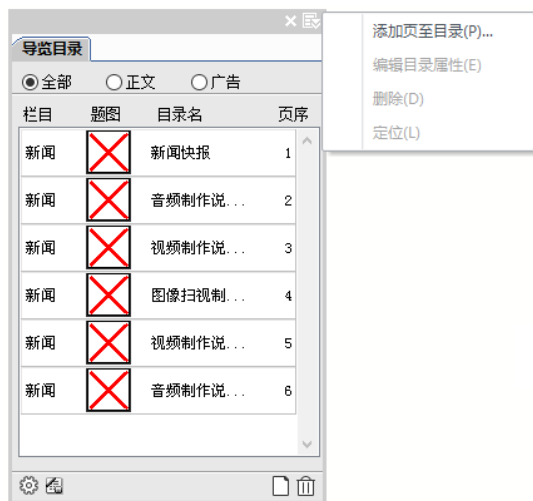 导览目录
全部 正文 广告
栏目 题图 目录名 页序
新闻 新闻快报 1
新闻 音频制作说... 2
新闻 视频制作说... 3
新闻 图像扫视制... 4
新闻 视频制作说... 5
新闻 音频制作说... 6
添加页至目录(P)...
编辑目录属性(E)
删除(D)
定位(L)